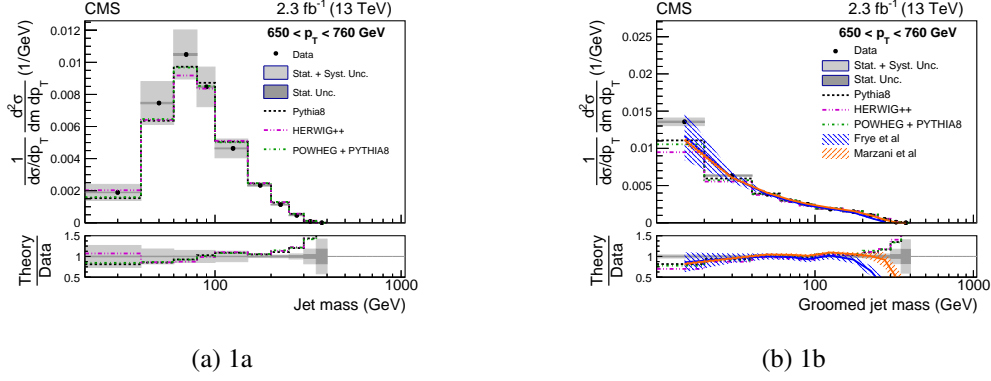 CMS 2.3 fb⁻¹ (13 TeV)
650 < p_T < 760 GeV
Data
Stat. + Syst. Unc.
Stat. Unc.
Pythia8
HERWIG++
POWHEG + PYTHIA8
1 d²σ (1/GeV)
dσ/dp_T dm dp_T
0.012
0.01
0.008
0.006
0.004
0.002
0
Theory
Data
1.5
1
0.5
100 1000
Jet mass (GeV)
(a) 1a
CMS 2.3 fb⁻¹ (13 TeV)
650 < p_T < 760 GeV
Data
Stat. + Syst. Unc.
Stat. Unc.
Pythia8
HERWIG++
POWHEG + PYTHIA8
Frye et al
Marzani et al
1 d²σ (1/GeV)
dσ/dp_T dm dp_T
0.025
0.02
0.015
0.01
0.005
0
Theory
Data
1.5
1
0.5
100 1000
Groomed jet mass (GeV)
(b) 1b